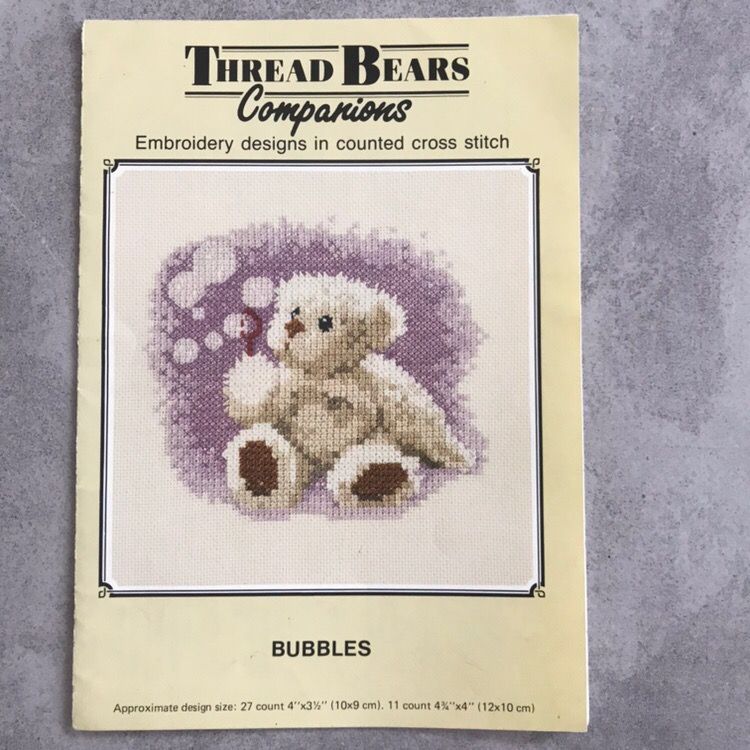 THREAD BEARS
Companions
Embroidery designs in counted cross stitch
BUBBLES
Approximate design size: 27 count 4''x3½'' (10x9 cm). 11 count 4¾''x4'' (12x10 cm)